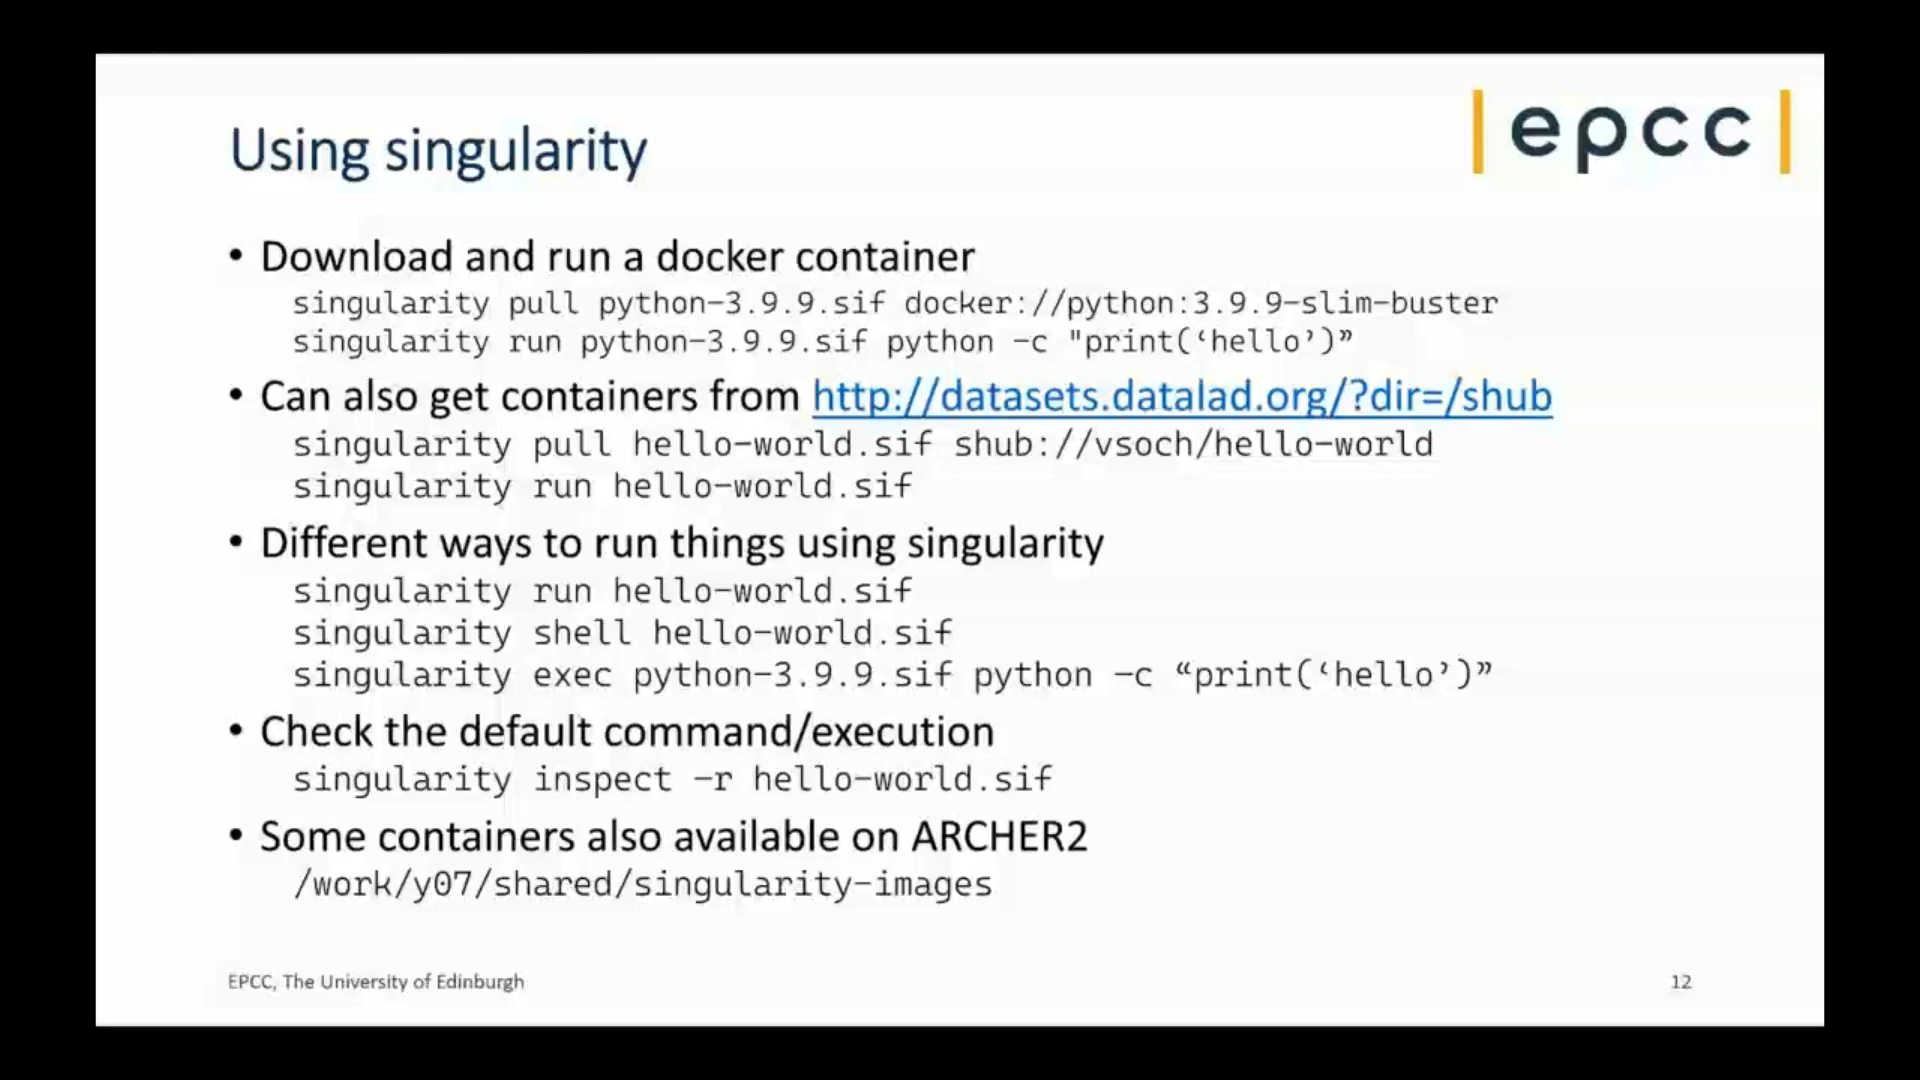 Using singularity
|epcc|
• Download and run a docker container
singularity pull python-3.9.9.sif docker://python:3.9.9-slim-buster
singularity run python-3.9.9.sif python -c "print(‘hello’)”
• Can also get containers from http://datasets.datalad.org/?dir=/shub
singularity pull hello-world.sif shub://vsoch/hello-world
singularity run hello-world.sif
• Different ways to run things using singularity
singularity run hello-world.sif
singularity shell hello-world.sif
singularity exec python-3.9.9.sif python -c “print(‘hello’)”
• Check the default command/execution
singularity inspect -r hello-world.sif
• Some containers also available on ARCHER2
/work/y07/shared/singularity-images
EPCC, The University of Edinburgh
12